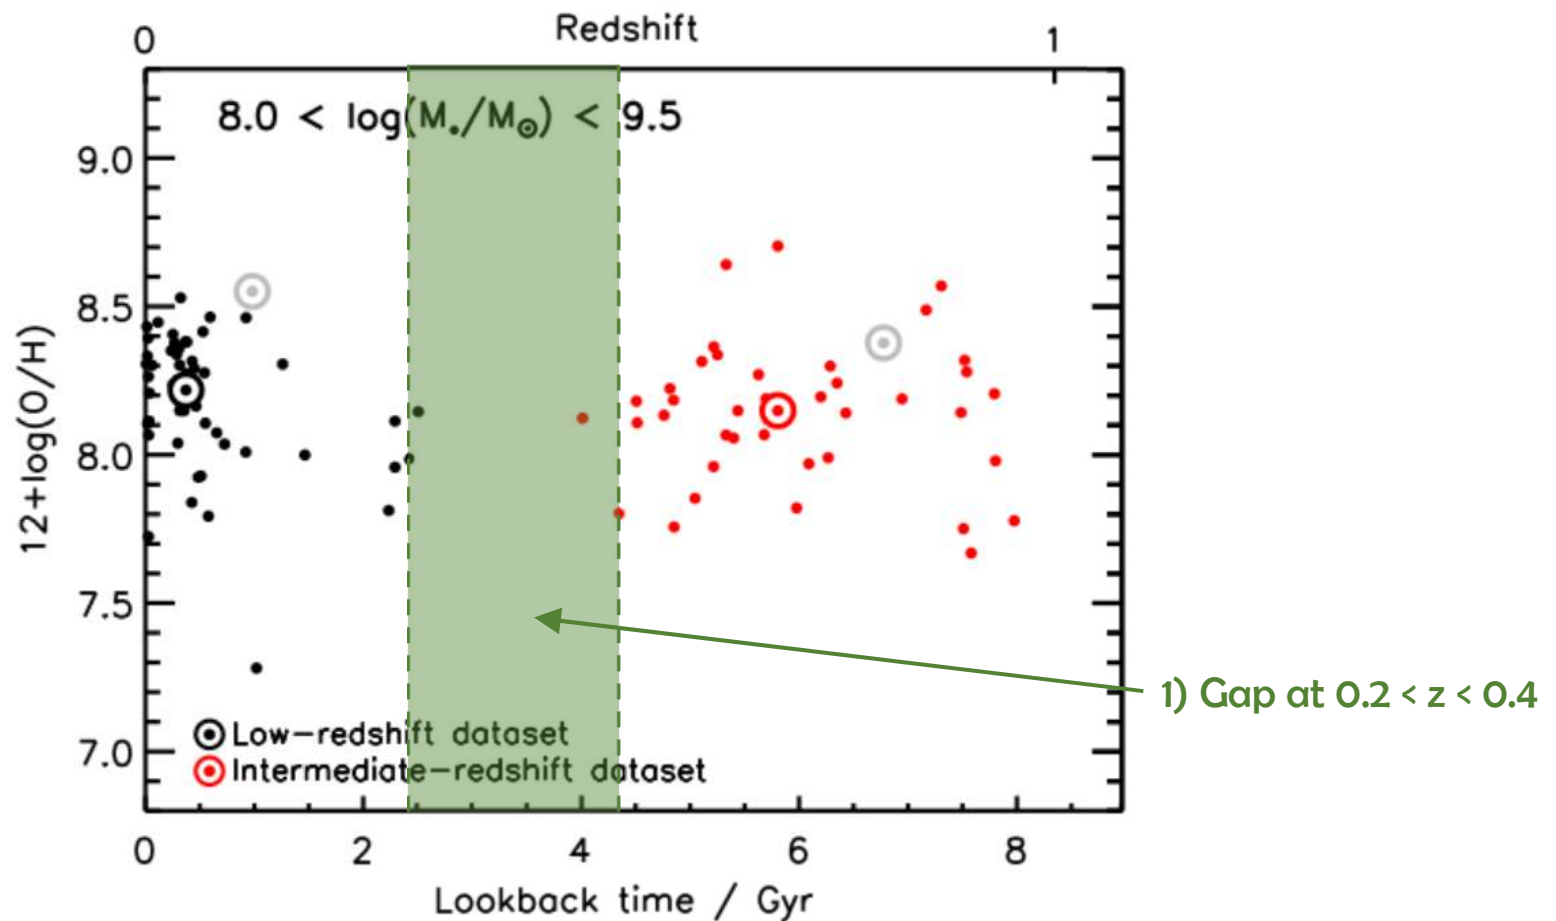 Redshift
0 1
8.0 < log(M⋆/M⊙) < 9.5
9.0
8.5
8.0
7.5
7.0
12+log(O/H)
1) Gap at 0.2 < z < 0.4
Low-redshift dataset
Intermediate-redshift dataset
0 2 4 6 8
Lookback time / Gyr